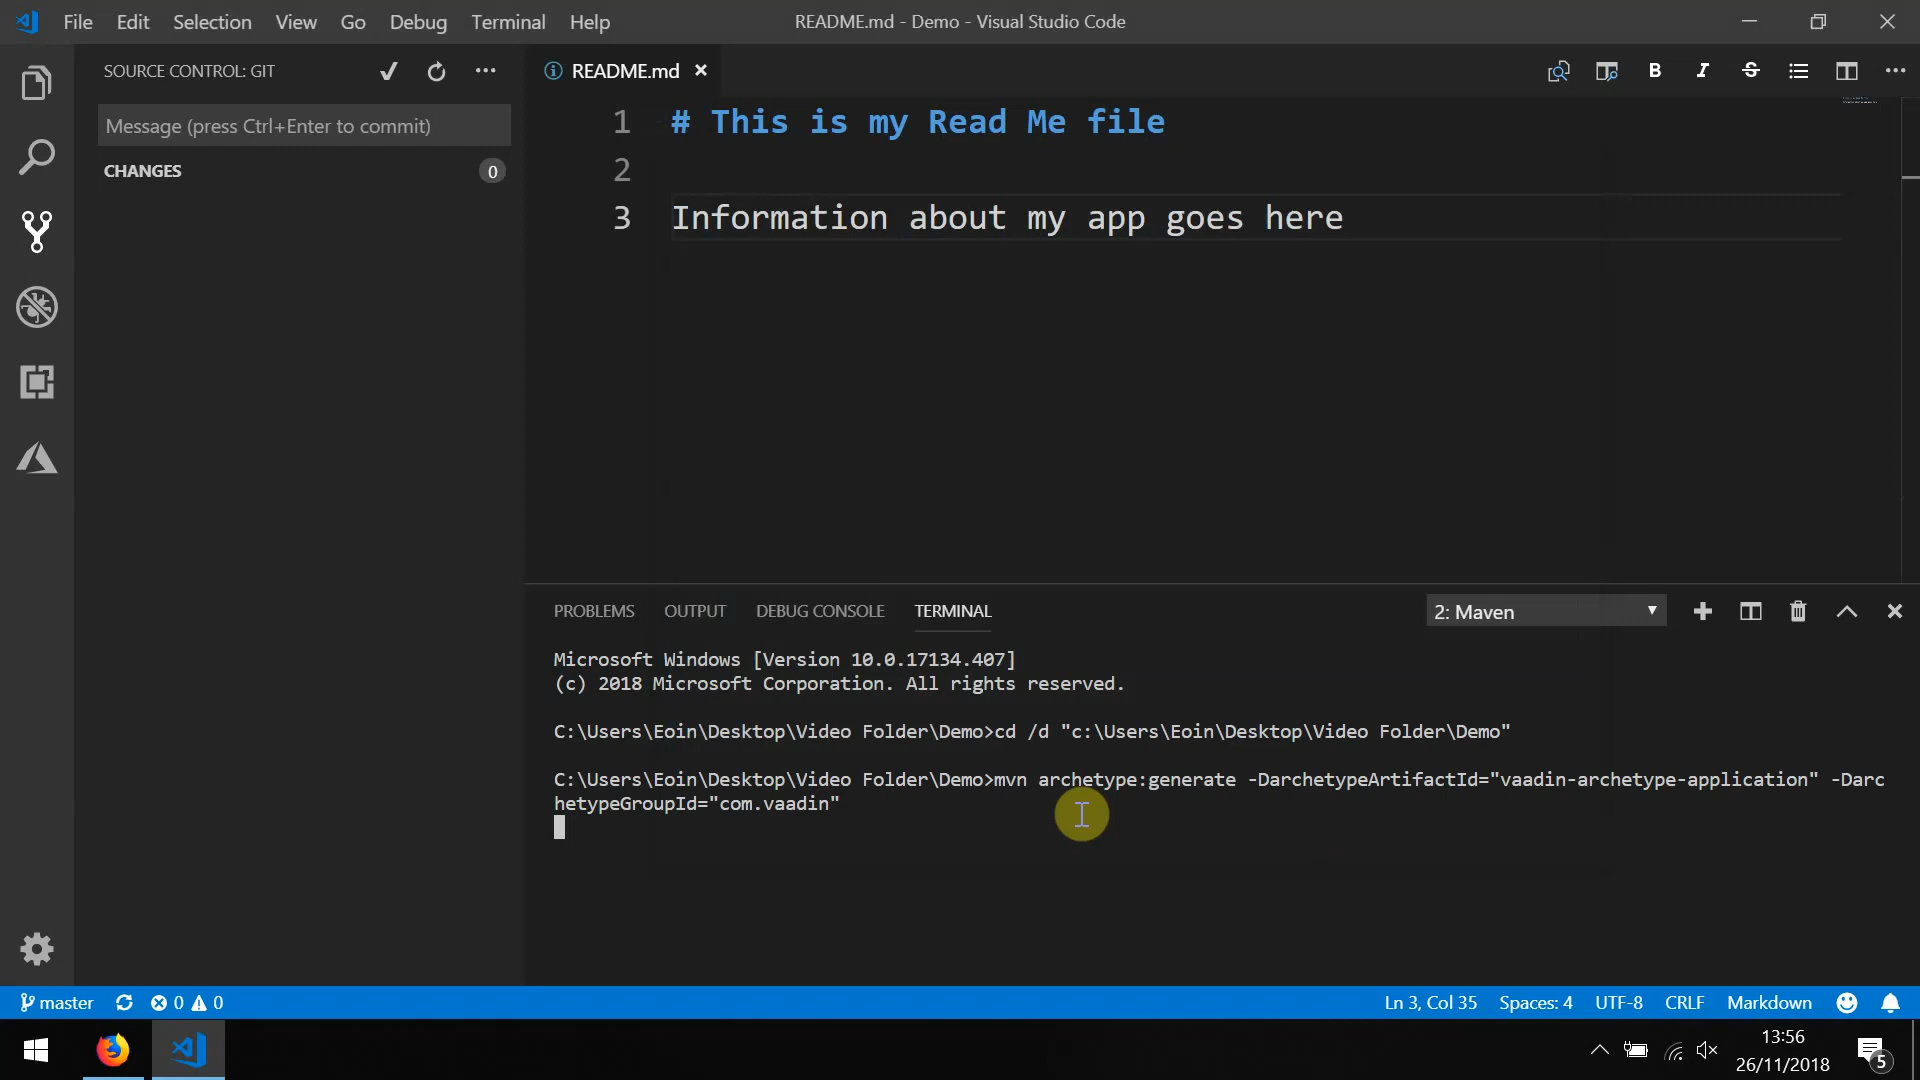 File Edit Selection View Go Debug Terminal Help
README.md - Demo - Visual Studio Code
SOURCE CONTROL: GIT
Message (press Ctrl+Enter to commit)
CHANGES 0
README.md
B I S
1 # This is my Read Me file
2
3 Information about my app goes here
PROBLEMS OUTPUT DEBUG CONSOLE TERMINAL
2: Maven
Microsoft Windows [Version 10.0.17134.407]
(c) 2018 Microsoft Corporation. All rights reserved.
C:\Users\Eoin\Desktop\Video Folder\Demo>cd /d "c:\Users\Eoin\Desktop\Video Folder\Demo"
C:\Users\Eoin\Desktop\Video Folder\Demo>mvn archetype:generate -DarchetypeArtifactId="vaadin-archetype-application" -Darc
hetypeGroupId="com.vaadin"
master 0 0
Ln 3, Col 35 Spaces: 4 UTF-8 CRLF Markdown
13:56
26/11/2018
5